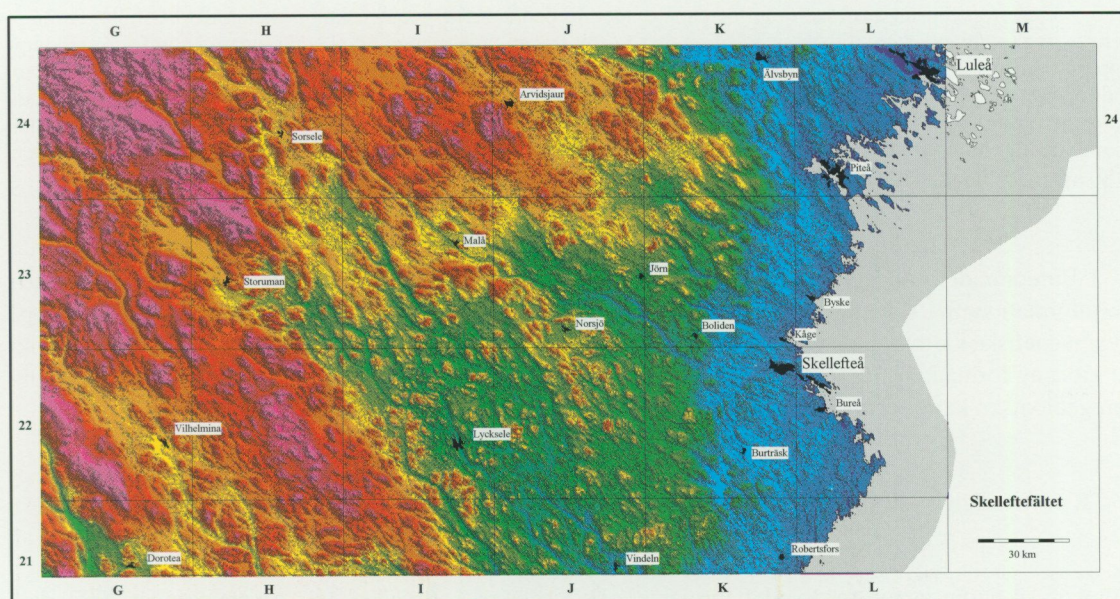 G H I J K L M
Älvsbyn
Luleå
Arvidsjaur
24 24
Sorsele
Piteå
Malå
23
Jörn
Storuman
Byske
Norsjö
Boliden
Kåge
Skellefteå
Bureå
22
Vilhelmina
Lycksele
Burträsk
Skelleftefältet
30 km
Robertsfors
21
Dorotea
Vindeln
G H I J K L